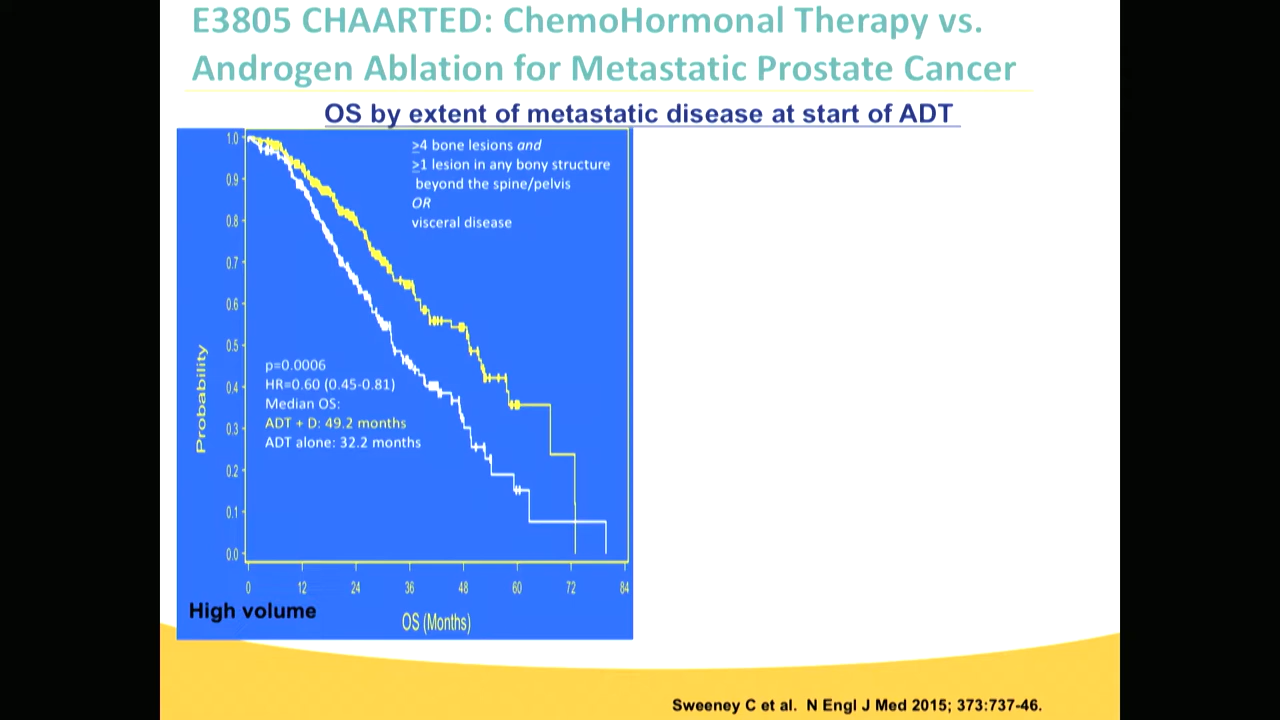 E3805 CHAARTED: ChemoHormonal Therapy vs.
Androgen Ablation for Metastatic Prostate Cancer
OS by extent of metastatic disease at start of ADT
≥4 bone lesions and
≥1 lesion in any bony structure
beyond the spine/pelvis
OR
visceral disease
1.0
0.9
0.8
0.7
0.6
0.5
0.4
0.3
0.2
0.1
0.0
Probability
p=0.0006
HR=0.60 (0.45-0.81)
Median OS:
ADT + D: 49.2 months
ADT alone: 32.2 months
0 12 24 36 48 60 72 84
OS (Months)
High volume
Sweeney C et al. N Engl J Med 2015; 373:737-46.